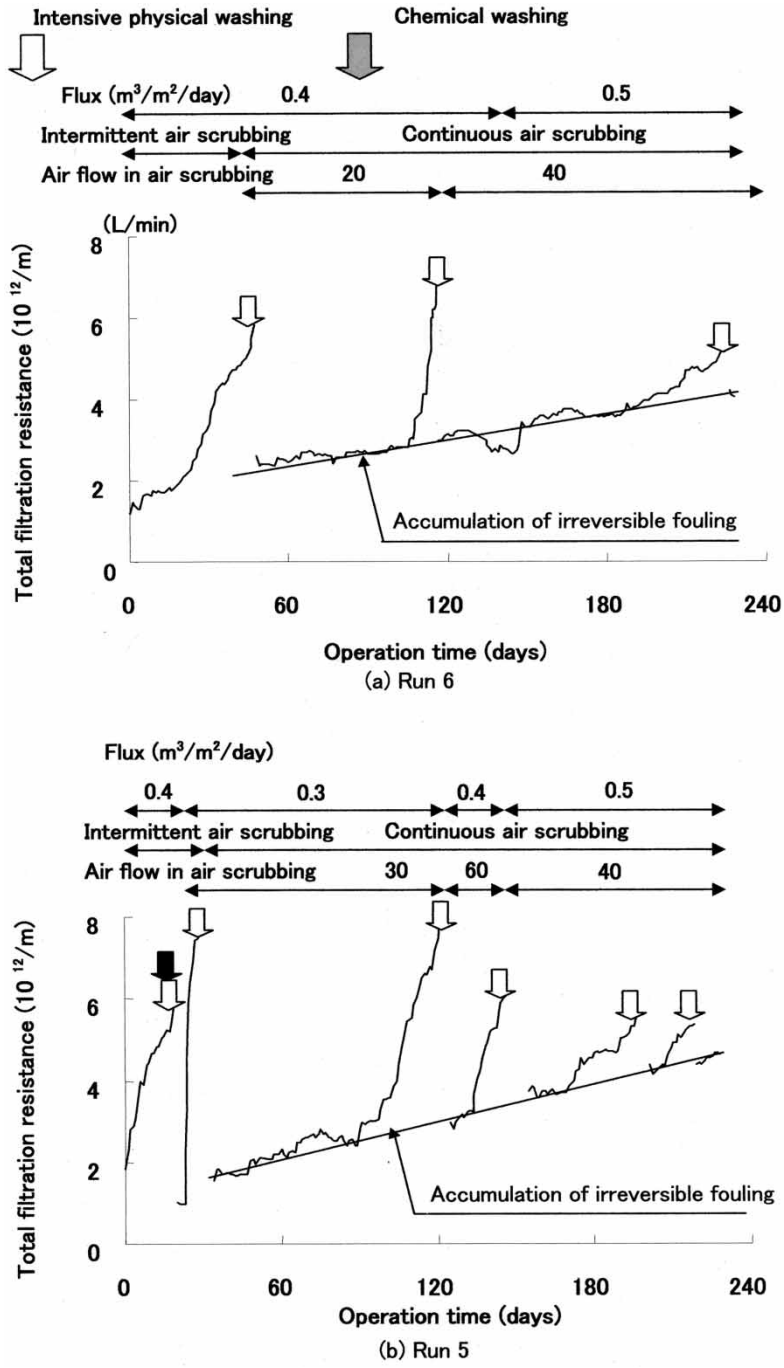 Intensive physical washing Chemical washing
Flux (m³/m²/day) 0.4 0.5
Intermittent air scrubbing Continuous air scrubbing
Air flow in air scrubbing 20 40
(L/min)
Total filtration resistance (10 ¹²/m)
8
6
4
2
0
Accumulation of irreversible fouling
0 60 120 180 240
Operation time (days)
(a) Run 6
Flux (m³/m²/day)
0.4 0.3 0.4 0.5
Intermittent air scrubbing Continuous air scrubbing
Air flow in air scrubbing 30 60 40
Total filtration resistance (10 ¹²/m)
8
6
4
2
0
Accumulation of irreversible fouling
0 60 120 180 240
Operation time (days)
(b) Run 5